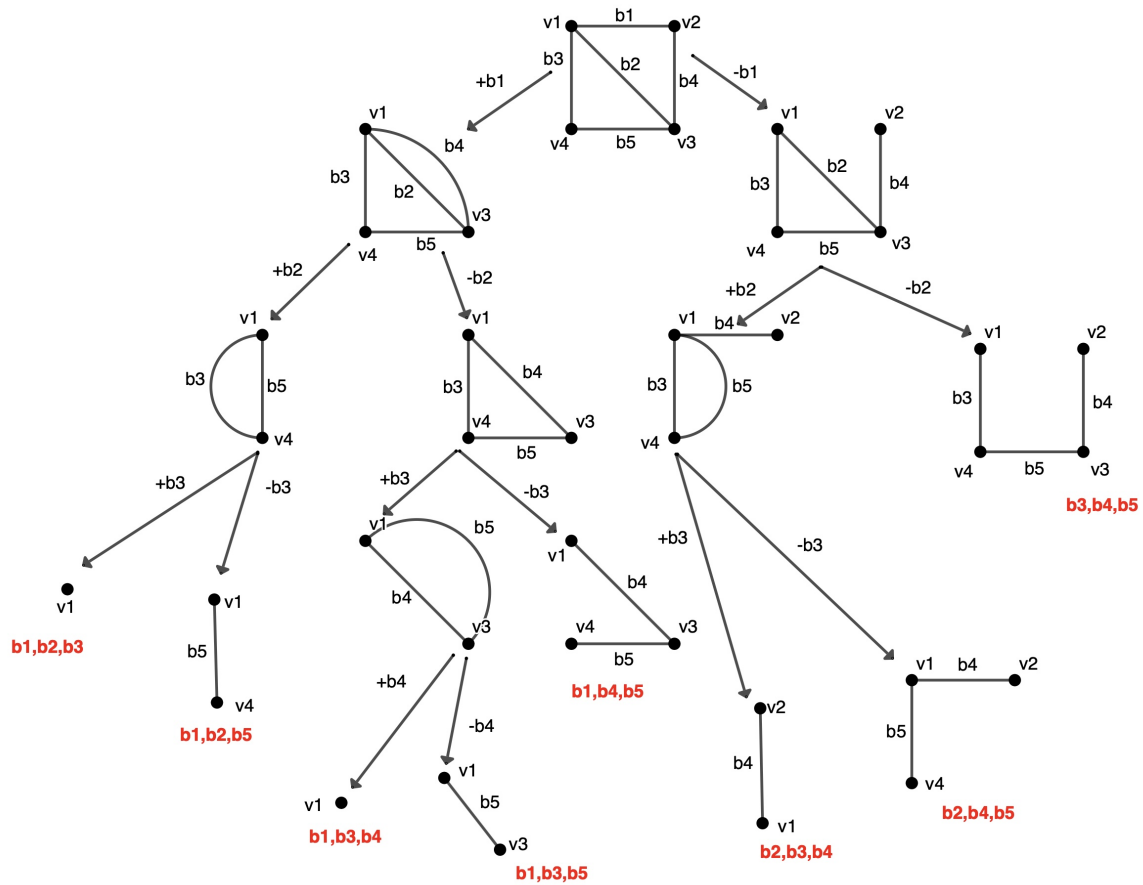 b1
v1 v2
b3 b2 b4
v4 b5 v3
+b1 -b1
v1
b4
b3 b2
v3
v4 b5
v1 v2
b2
b3 b4
v4 v3
b5
+b2 -b2
+b2 -b2
v1
b3 b5
v4
v1
b3 b4
v4 v3
b5
v1 b4 v2
b3 b5
v4
v1 v2
b3 b4
v4 b5 v3
b3,b4,b5
+b3 -b3
+b3 -b3
+b3 -b3
v1
b1,b2,b3
v1
b5
v4
b1,b2,b5
v1 b5
b4
v3
v1
b4
v4 v3
b5
b1,b4,b5
+b4 -b4
v1
b1,b3,b4
v1
b5
v3
b1,b3,b5
v2
b4
v1
b2,b3,b4
v1 b4 v2
b5
v4
b2,b4,b5